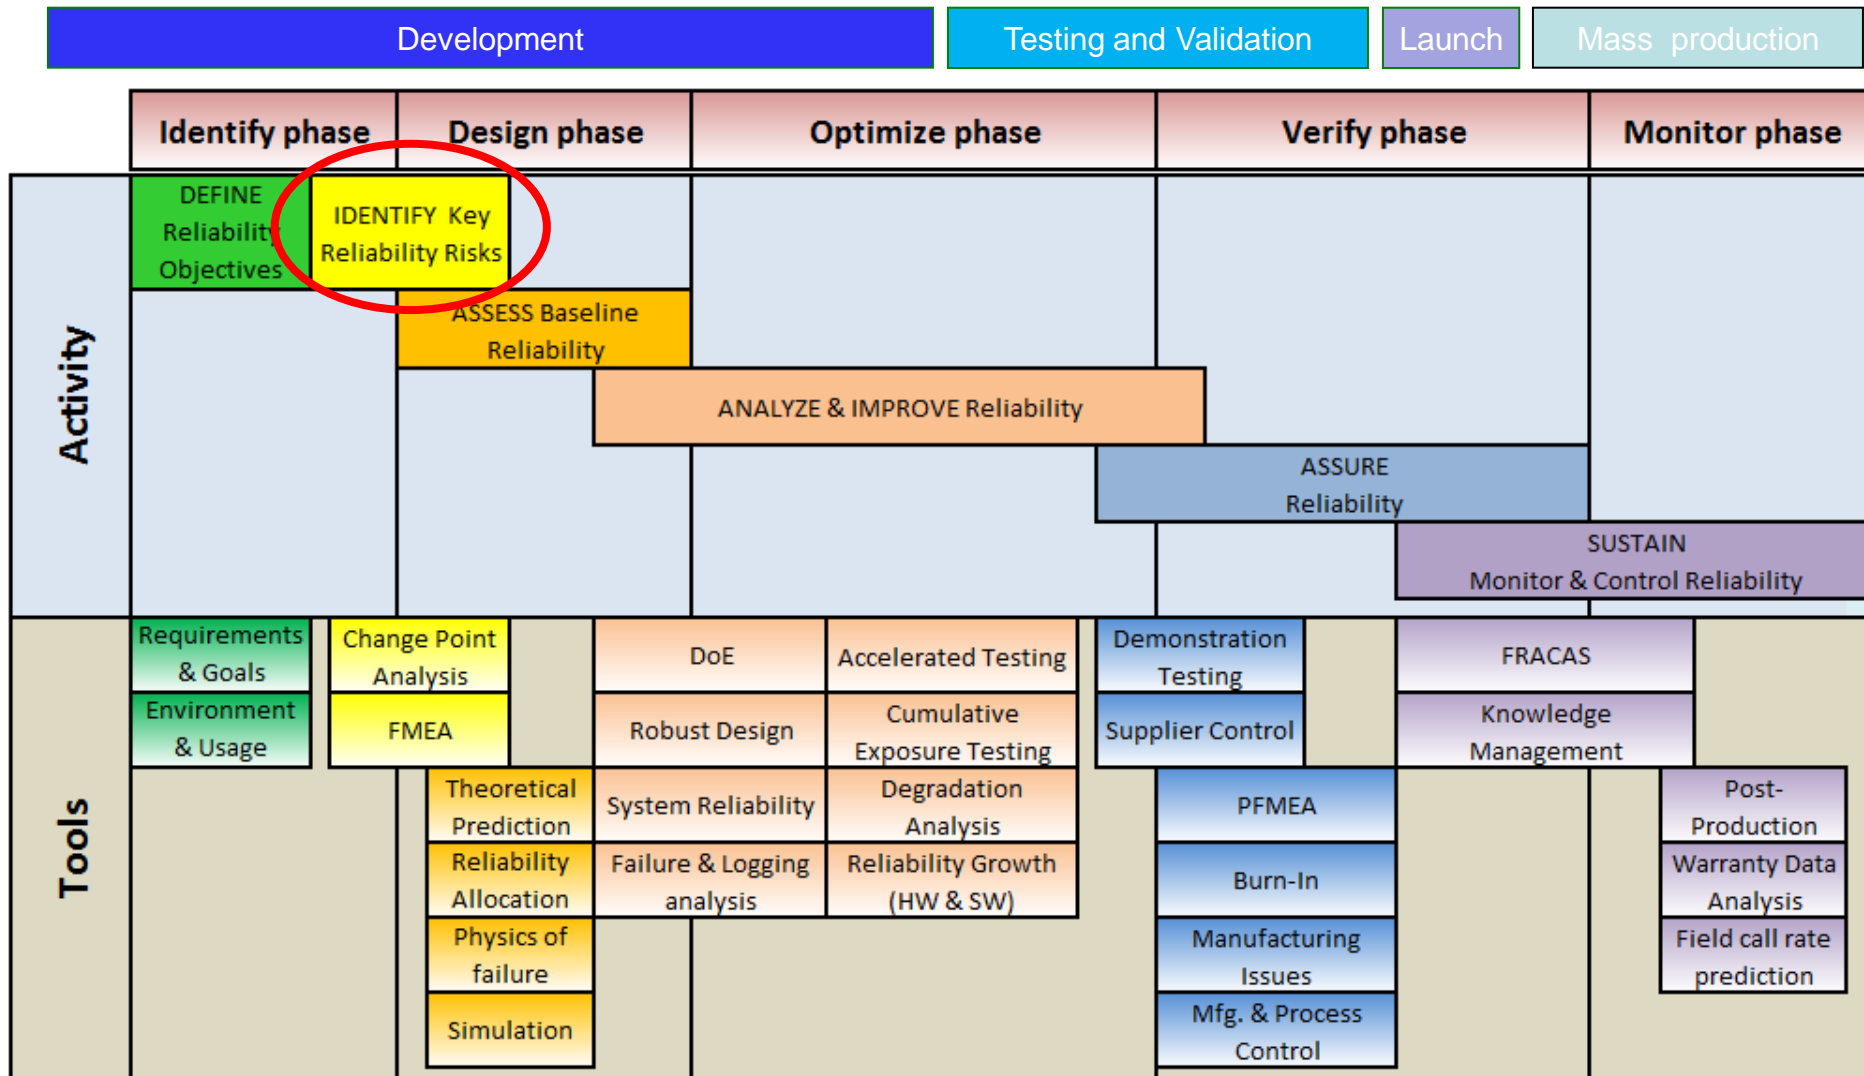 Development
Testing and Validation
Launch
Mass production
Identify phase
Design phase
Optimize phase
Verify phase
Monitor phase
Activity
DEFINE
Reliability
Objectives
IDENTIFY Key
Reliability Risks
ASSESS Baseline
Reliability
ANALYZE & IMPROVE Reliability
ASSURE
Reliability
SUSTAIN
Monitor & Control Reliability
Tools
Requirements
& Goals
Environment
& Usage
Change Point
Analysis
FMEA
Theoretical
Prediction
Reliability
Allocation
Physics of
failure
Simulation
DoE
Robust Design
System Reliability
Failure & Logging
analysis
Accelerated Testing
Cumulative
Exposure Testing
Degradation
Analysis
Reliability Growth
(HW & SW)
Demonstration
Testing
Supplier Control
PFMEA
Burn-In
Manufacturing
Issues
Mfg. & Process
Control
FRACAS
Knowledge
Management
Post-
Production
Warranty Data
Analysis
Field call rate
prediction